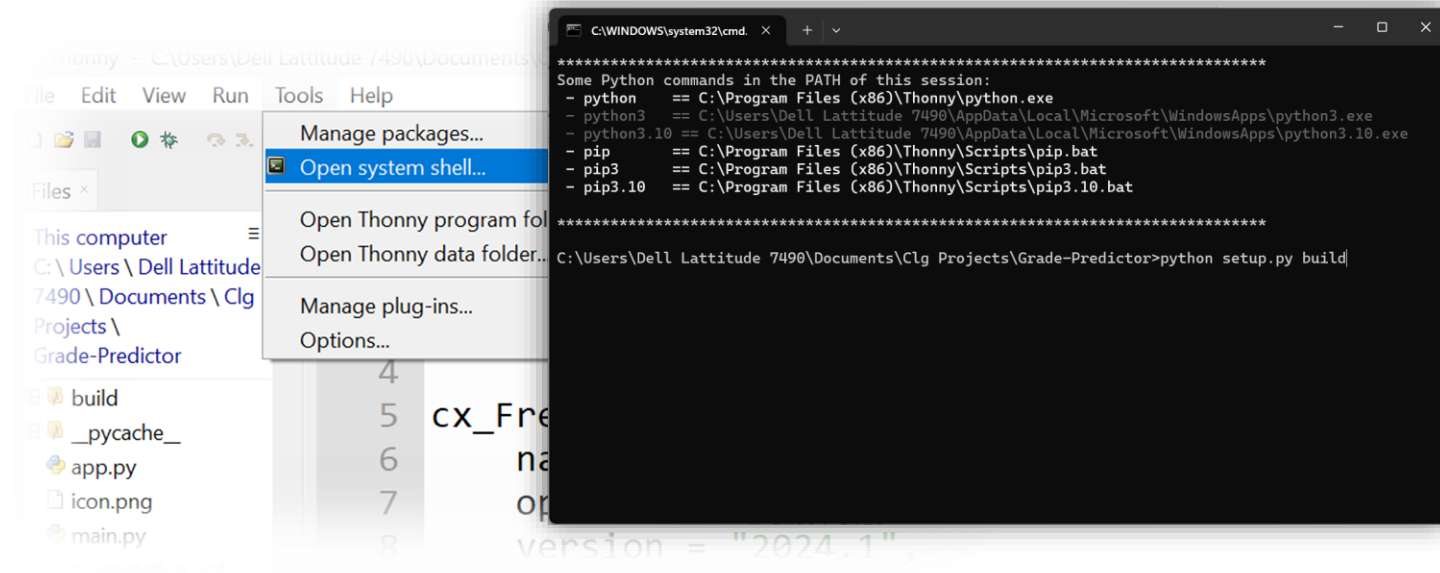 Thonny - C:\Users\Dell Lattitude 7490\Documents\C
File Edit View Run Tools Help
Manage packages...
Open system shell...
Open Thonny program fol
Open Thonny data folder...
Manage plug-ins...
Options...
Files ×
This computer
C: \ Users \ Dell Lattitude
7490 \ Documents \ Clg
Projects \
Grade-Predictor
build
__pycache__
app.py
icon.png
main.py
4
5 cx_Fre
6 na
7 op
8 version = "2024.1",
C:\WINDOWS\system32\cmd.
********************************************************************************
Some Python commands in the PATH of this session:
- python == C:\Program Files (x86)\Thonny\python.exe
- python3 == C:\Users\Dell Lattitude 7490\AppData\Local\Microsoft\WindowsApps\python3.exe
- python3.10 == C:\Users\Dell Lattitude 7490\AppData\Local\Microsoft\WindowsApps\python3.10.exe
- pip == C:\Program Files (x86)\Thonny\Scripts\pip.bat
- pip3 == C:\Program Files (x86)\Thonny\Scripts\pip3.bat
- pip3.10 == C:\Program Files (x86)\Thonny\Scripts\pip3.10.bat
********************************************************************************
C:\Users\Dell Lattitude 7490\Documents\Clg Projects\Grade-Predictor>python setup.py build